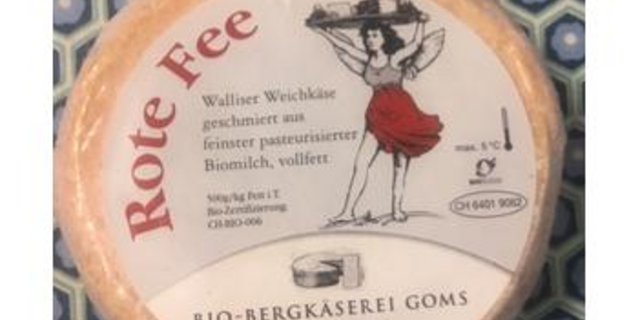 Rote Fee
Walliser Weichkäse
geschmiert aus
feinster pasteurisierter
Biomilch, vollfett
500g/kg Fett i T.
Bio-Zertifizierung:
CH-BIO-006
max. 5 °C
CH 6401 9062
BIO-BERGKÄSEREI GOMS